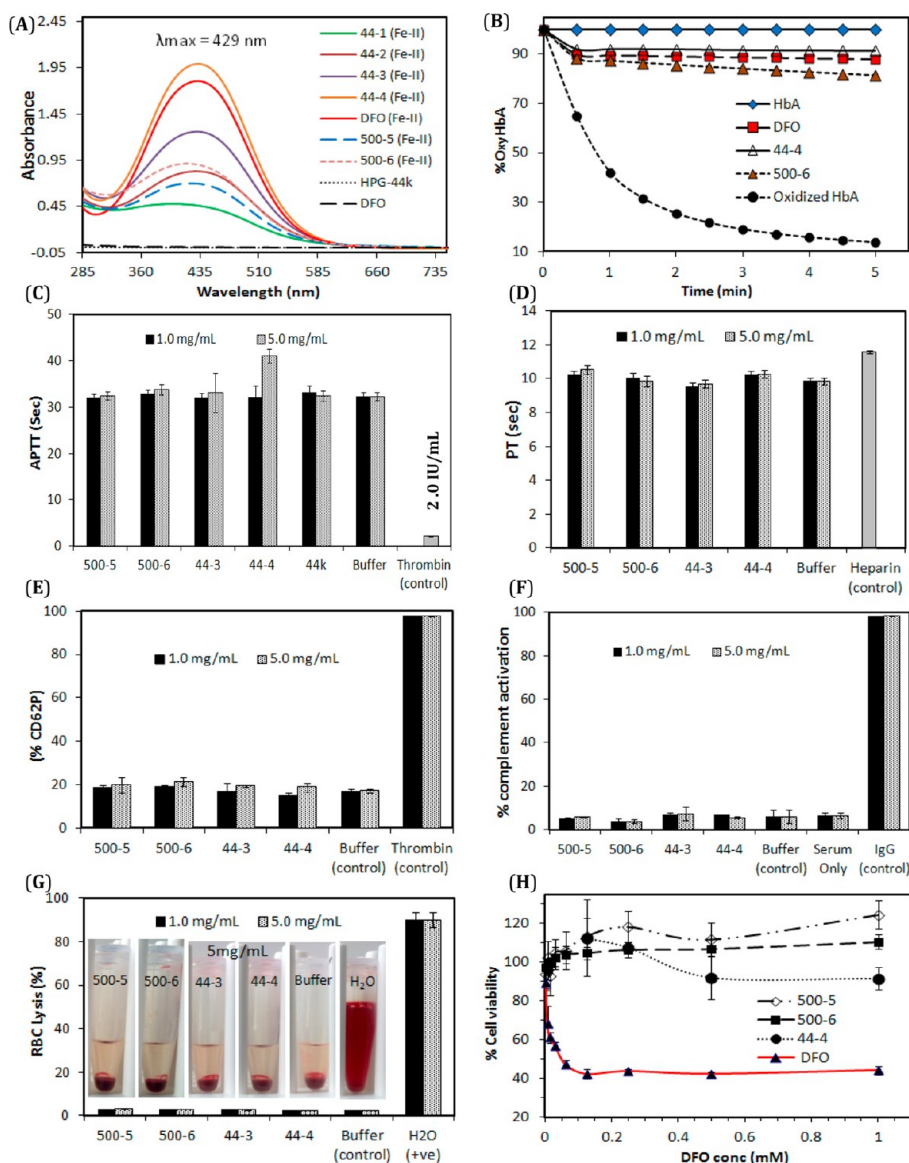 (A)
λmax = 429 nm
Absorbance
2.45
1.95
1.45
0.95
0.45
-0.05
285 360 435 510 585 660 735
Wavelength (nm)
44-1 (Fe-II)
44-2 (Fe-II)
44-3 (Fe-II)
44-4 (Fe-II)
DFO (Fe-II)
500-5 (Fe-II)
500-6 (Fe-II)
HPG-44k
DFO
(B)
%OxyHbA
90
70
50
30
10
0 1 2 3 4 5
Time (min)
HbA
DFO
44-4
500-6
Oxidized HbA
(C)
APTT (Sec)
50
40
30
20
10
0
1.0 mg/mL 5.0 mg/mL
2.0 IU/mL
500-5 500-6 44-3 44-4 44k Buffer Thrombin
(control)
(D)
PT (sec)
14
12
10
8
6
4
2
0
1.0 mg/mL 5.0 mg/mL
500-5 500-6 44-3 44-4 Buffer Heparin
(control)
(E)
(% CD62P)
100
80
60
40
20
0
1.0 mg/mL 5.0 mg/mL
500-5 500-6 44-3 44-4 Buffer Thrombin
(control) (control)
(F)
% complement activation
100
80
60
40
20
0
1.0 mg/mL 5.0 mg/mL
500-5 500-6 44-3 44-4 Buffer Serum IgG
(control) Only (control)
(G)
RBC Lysis (%)
100
80
60
40
20
0
1.0 mg/mL 5.0 mg/mL
5mg/mL
500-5 500-6 44-3 44-4 Buffer H₂O
500-5 500-6 44-3 44-4 Buffer H2O
(control) (+ve)
(H)
% Cell viability
120
100
80
60
40
20
0 0.2 0.4 0.6 0.8 1
DFO conc (mM)
500-5
500-6
44-4
DFO